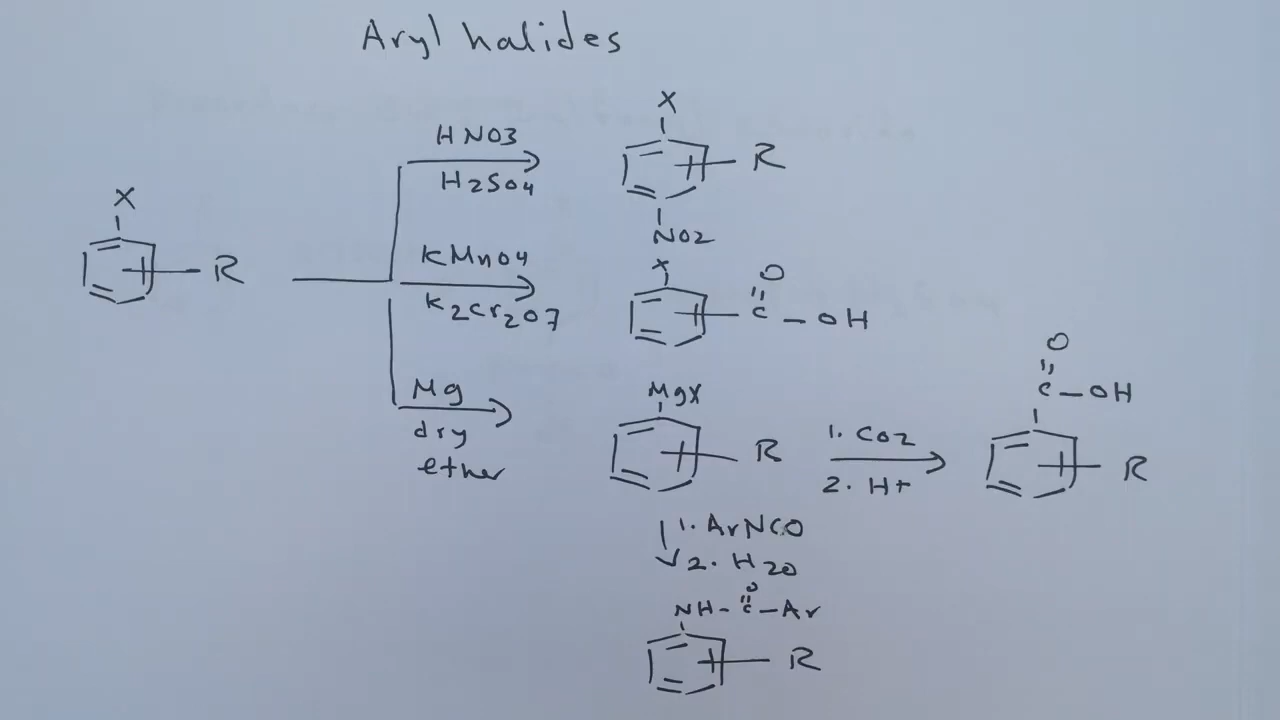 Aryl halides
X
R
HNO3
H2SO4
X
R
NO2
KMnO4
K2Cr2O7
X
O
C - OH
Mg
dry
ether
MgX
R
1. CO2
2. H+
O
C - OH
R
1. ArNCO
2. H2O
O
NH - C - Ar
R